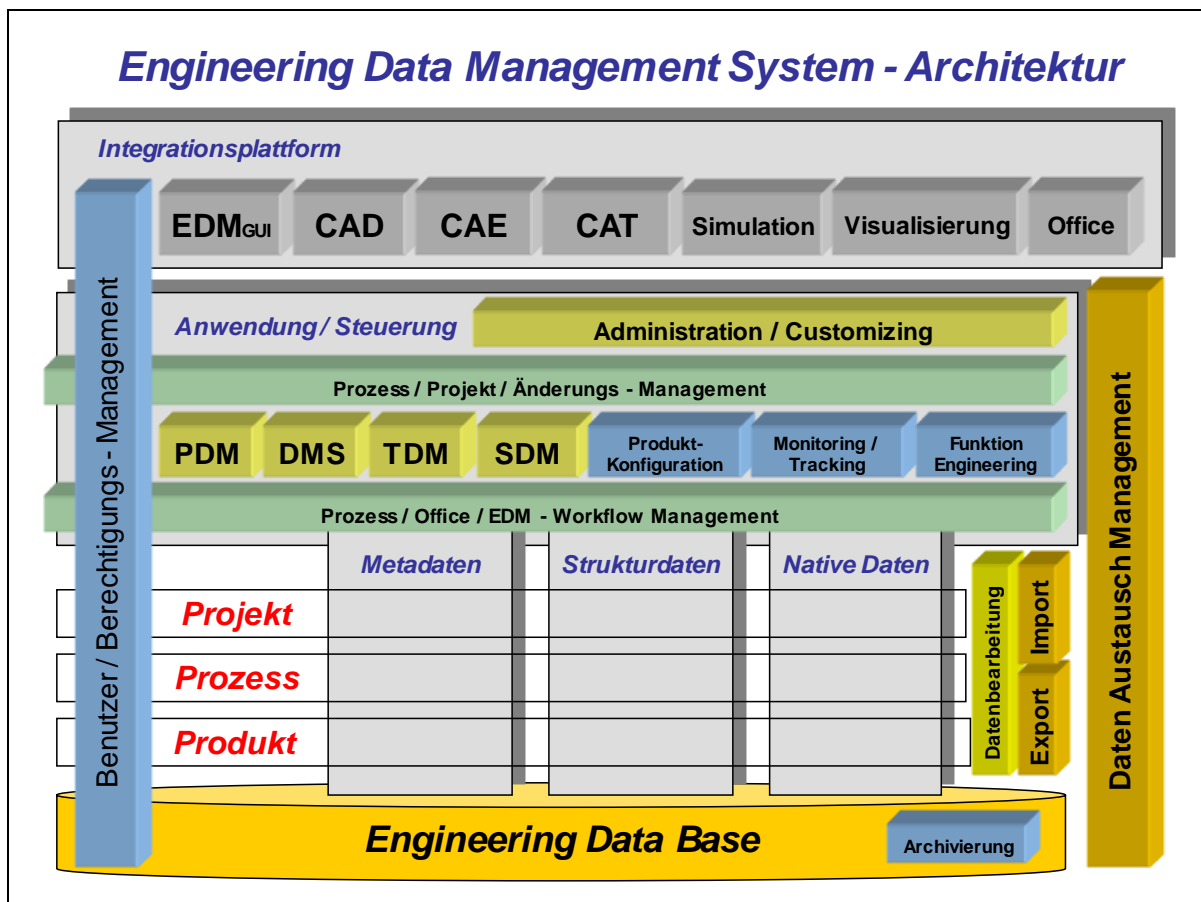 Engineering Data Management System - Architektur
Integrationsplattform
EDMGUI
CAD
CAE
CAT
Simulation
Visualisierung
Office
Benutzer / Berechtigungs - Management
Anwendung / Steuerung
Administration / Customizing
Prozess / Projekt / Änderungs - Management
PDM
DMS
TDM
SDM
Produkt-
Konfiguration
Monitoring /
Tracking
Funktion
Engineering
Prozess / Office / EDM - Workflow Management
Metadaten
Strukturdaten
Native Daten
Projekt
Prozess
Produkt
Datenbearbeitung
Import
Export
Daten Austausch Management
Engineering Data Base
Archivierung